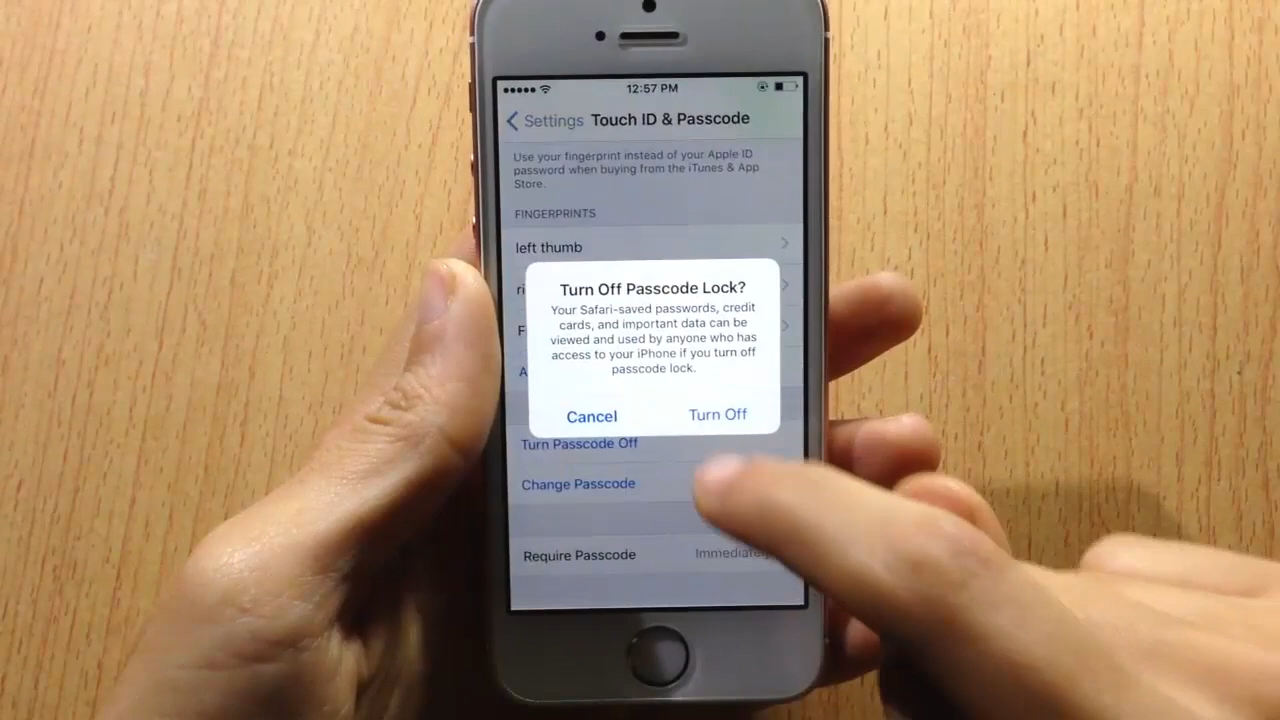 12:57 PM
Settings Touch ID & Passcode
Use your fingerprint instead of your Apple ID
password when buying from the iTunes & App
Store.
FINGERPRINTS
left thumb
Turn Off Passcode Lock?
Your Safari-saved passwords, credit
cards, and important data can be
viewed and used by anyone who has
access to your iPhone if you turn off
passcode lock.
Cancel Turn Off
Turn Passcode Off
Change Passcode
Require Passcode Immediately